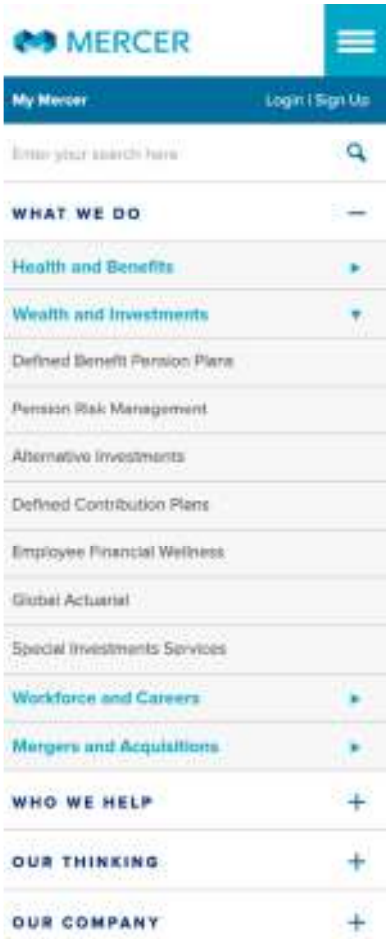 MERCER
My Mercer Login | Sign Up
Enter your search here
WHAT WE DO
Health and Benefits
Wealth and Investments
Defined Benefit Pension Plans
Pension Risk Management
Alternative Investments
Defined Contribution Plans
Employee Financial Wellness
Global Actuarial
Special Investments Services
Workforce and Careers
Mergers and Acquisitions
WHO WE HELP
OUR THINKING
OUR COMPANY